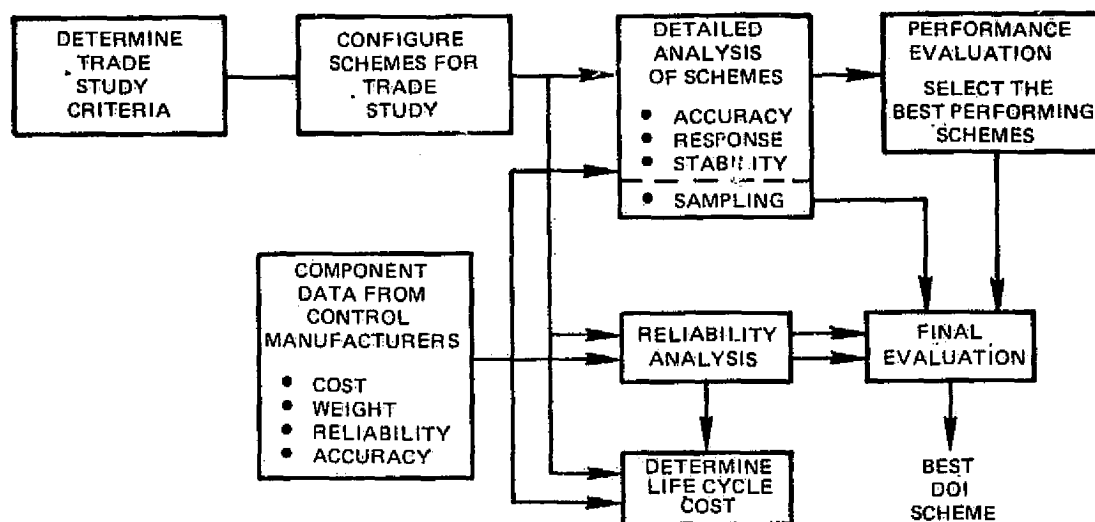 DETERMINE
TRADE
STUDY
CRITERIA
CONFIGURE
SCHEMES FOR
TRADE
STUDY
DETAILED
ANALYSIS
OF SCHEMES
• ACCURACY
• RESPONSE
• STABILITY
• SAMPLING
PERFORMANCE
EVALUATION
SELECT THE
BEST PERFORMING
SCHEMES
COMPONENT
DATA FROM
CONTROL
MANUFACTURERS
• COST
• WEIGHT
• RELIABILITY
• ACCURACY
RELIABILITY
ANALYSIS
FINAL
EVALUATION
DETERMINE
LIFE CYCLE
COST
BEST
DOI
SCHEME